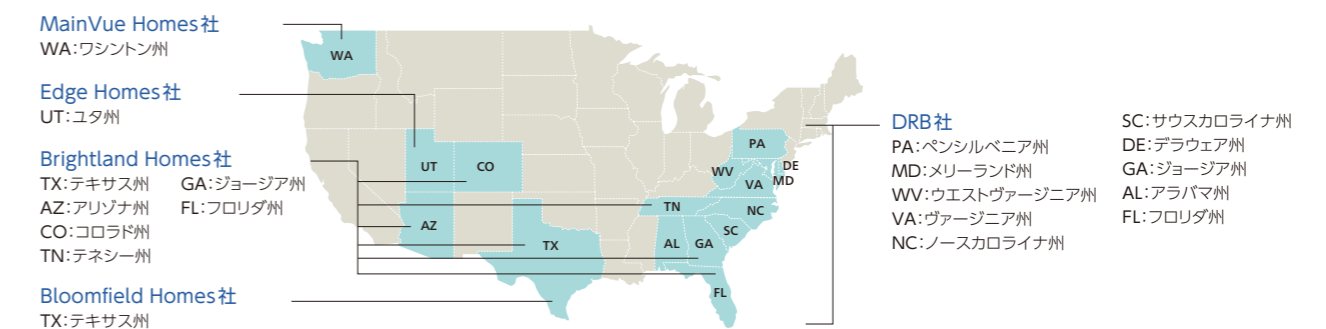 MainVue Homes社
WA：ワシントン州
Edge Homes社
UT：ユタ州
Brightland Homes社
TX：テキサス州 GA：ジョージア州
AZ：アリゾナ州 FL：フロリダ州
CO：コロラド州
TN：テネシー州
Bloomfield Homes社
TX：テキサス州
WA
UT
CO
AZ
TX
TN
AL
GA
FL
SC
NC
VA
WV
PA
DE
MD
DRB社
PA：ペンシルベニア州
MD：メリーランド州
WV：ウエストヴァージニア州
VA：ヴァージニア州
NC：ノースカロライナ州
SC：サウスカロライナ州
DE：デラウェア州
GA：ジョージア州
AL：アラバマ州
FL：フロリダ州